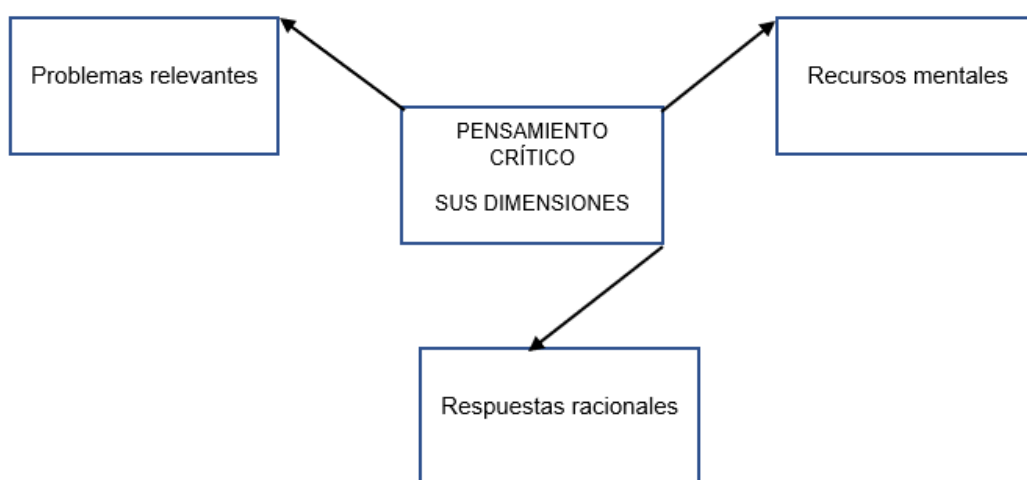 Problemas relevantes
Recursos mentales
PENSAMIENTO
CRÍTICO
SUS DIMENSIONES
Respuestas racionales